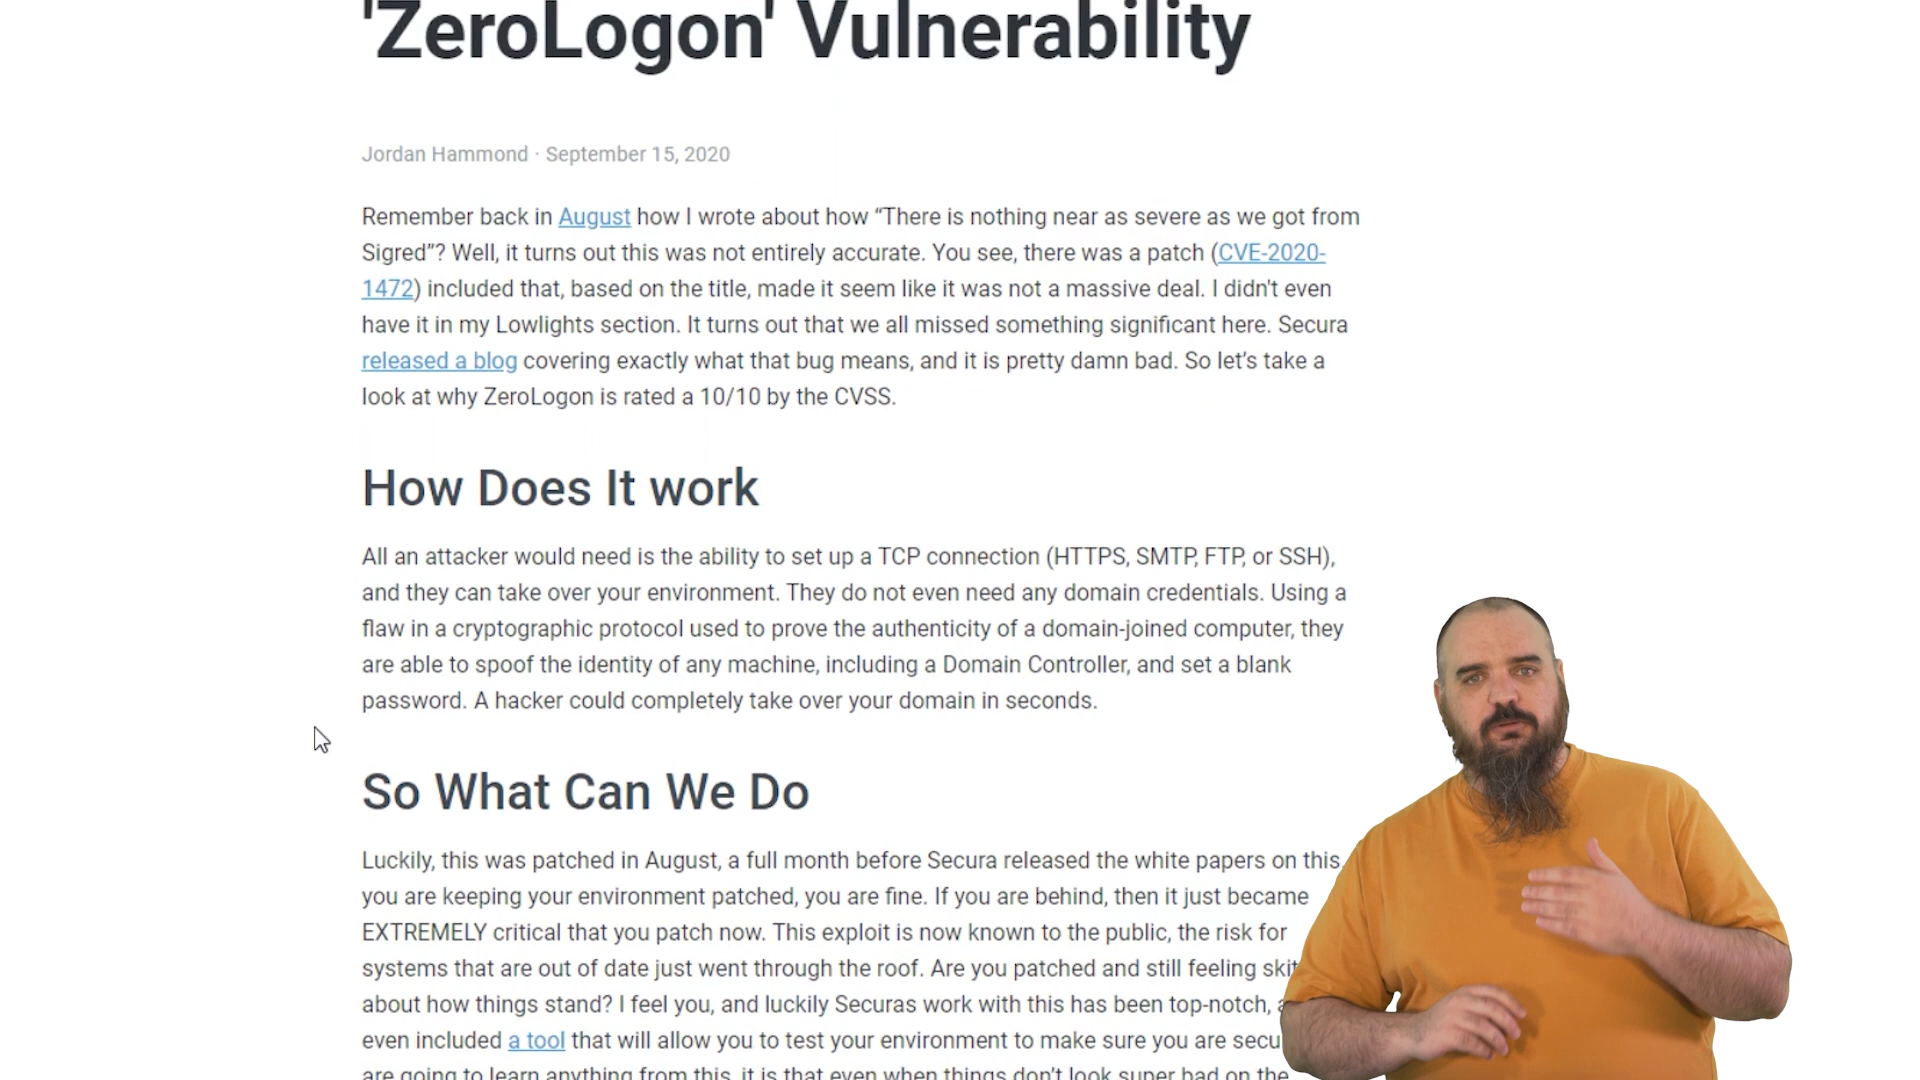 'ZeroLogon' Vulnerability
Jordan Hammond · September 15, 2020
Remember back in August how I wrote about how “There is nothing near as severe as we got from
Sigred”? Well, it turns out this was not entirely accurate. You see, there was a patch (CVE-2020-
1472) included that, based on the title, made it seem like it was not a massive deal. I didn't even
have it in my Lowlights section. It turns out that we all missed something significant here. Secura
released a blog covering exactly what that bug means, and it is pretty damn bad. So let’s take a
look at why ZeroLogon is rated a 10/10 by the CVSS.
How Does It work
All an attacker would need is the ability to set up a TCP connection (HTTPS, SMTP, FTP, or SSH),
and they can take over your environment. They do not even need any domain credentials. Using a
flaw in a cryptographic protocol used to prove the authenticity of a domain-joined computer, they
are able to spoof the identity of any machine, including a Domain Controller, and set a blank
password. A hacker could completely take over your domain in seconds.
So What Can We Do
Luckily, this was patched in August, a full month before Secura released the white papers on this
you are keeping your environment patched, you are fine. If you are behind, then it just became
EXTREMELY critical that you patch now. This exploit is now known to the public, the risk for
systems that are out of date just went through the roof. Are you patched and still feeling
about how things stand? I feel you, and luckily Securas work with this has been top-notch,
even included a tool that will allow you to test your environment to make sure you are
are going to learn anything from this, it is that even when things don't look super bad on the